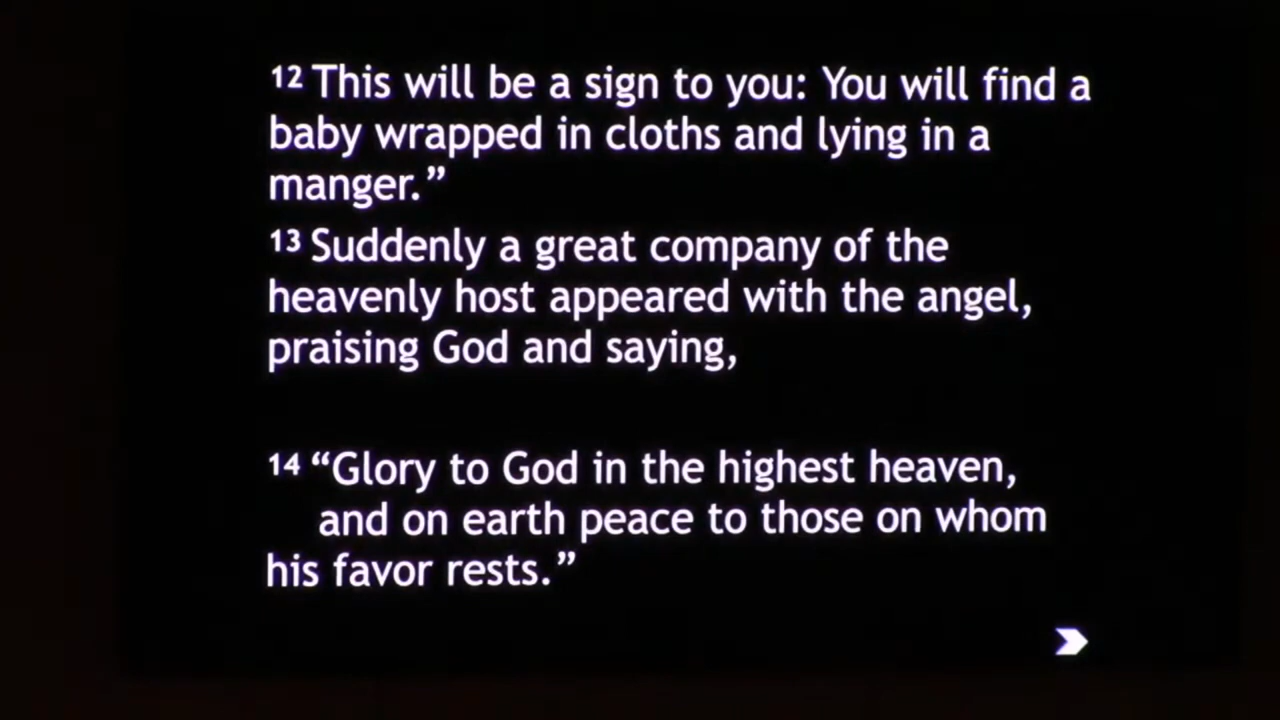 12 This will be a sign to you: You will find a
baby wrapped in cloths and lying in a
manger.”
13 Suddenly a great company of the
heavenly host appeared with the angel,
praising God and saying,
14 “Glory to God in the highest heaven,
and on earth peace to those on whom
his favor rests.”